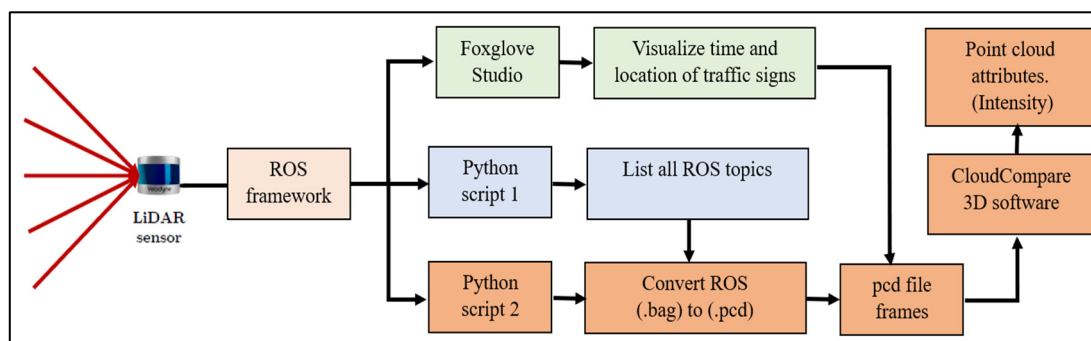 Velodyne
LiDAR
sensor
ROS
framework
Foxglove
Studio
Visualize time and
location of traffic signs
Python
script 1
List all ROS topics
Python
script 2
Convert ROS
(.bag) to (.pcd)
pcd file
frames
CloudCompare
3D software
Point cloud
attributes.
(Intensity)